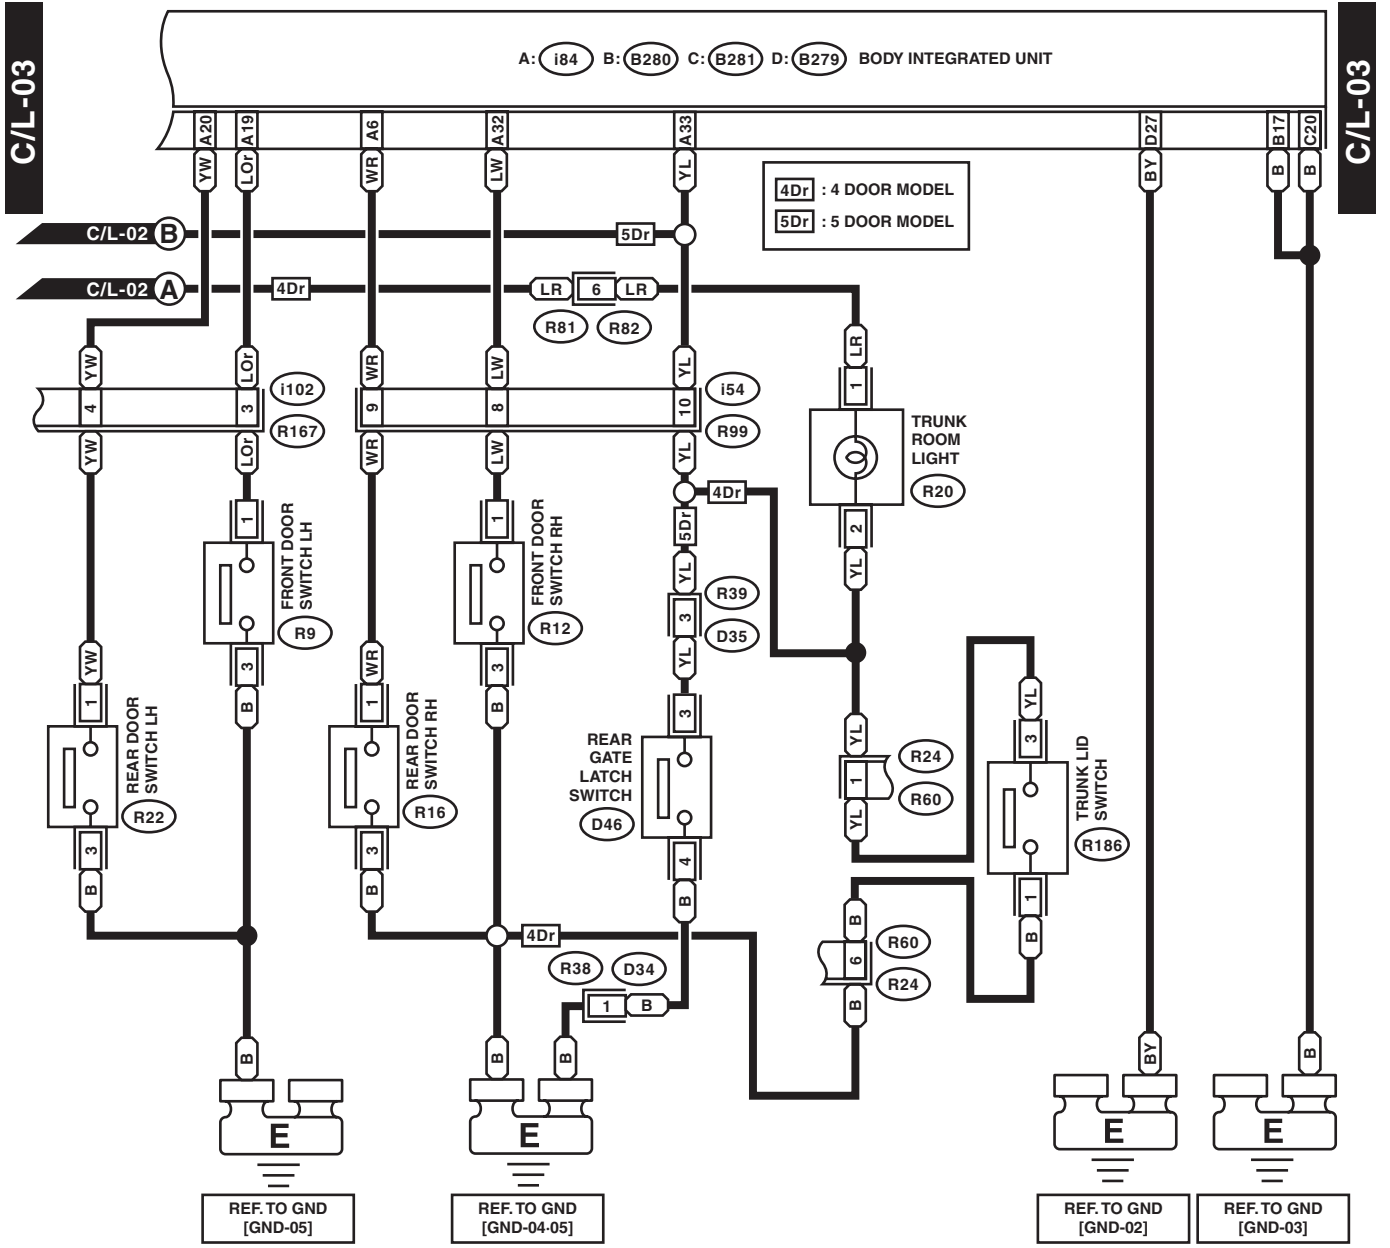 C/L-03
C/L-03
A: i84 B: B280 C: B281 D: B279 BODY INTEGRATED UNIT
A20 A19 A6 A32 A33 D27 B17 C20
YW LOr WR LW YL BY B B
4Dr : 4 DOOR MODEL
5Dr : 5 DOOR MODEL
C/L-02 B 5Dr
C/L-02 A 4Dr LR 6 LR
R81 R82
YW LOr WR LW YL LR
4 3 i102 9 8 10 i54 1
R167 R99
YW LOr WR LW YL
TRUNK
ROOM
LIGHT
R20
4Dr
5Dr
1 1 2
FRONT DOOR
SWITCH LH
R9
FRONT DOOR
SWITCH RH
R12
YL YL
3 R39
D35
YL
YW 3 WR 3 YL
1 B 1 B 3
REAR DOOR
SWITCH LH
R22
REAR DOOR
SWITCH RH
R16
REAR
GATE
LATCH
SWITCH
D46
YL
1 R24
R60
YL
3
TRUNK LID
SWITCH
R186
3 3 4 1
B B B B
4Dr
B
6 R60
R24
B
B
R38 D34
1 B
B B B BY B
E E E E
REF. TO GND
[GND-05]
REF. TO GND
[GND-04·05]
REF. TO GND
[GND-02]
REF. TO GND
[GND-03]